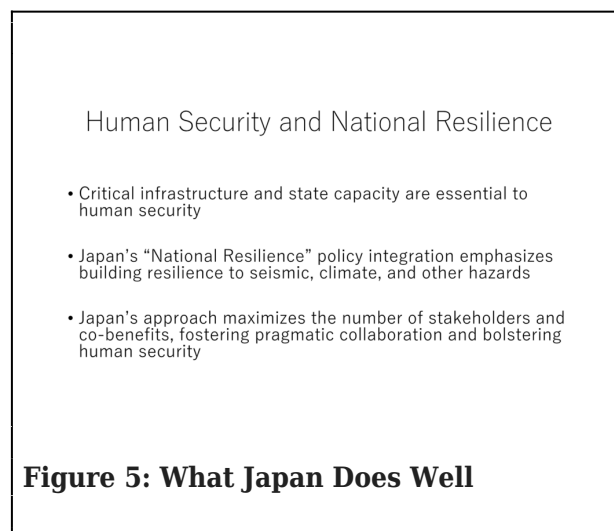 Human Security and National Resilience
• Critical infrastructure and state capacity are essential to
human security
• Japan's “National Resilience” policy integration emphasizes
building resilience to seismic, climate, and other hazards
• Japan's approach maximizes the number of stakeholders and
co-benefits, fostering pragmatic collaboration and bolstering
human security
Figure 5: What Japan Does Well